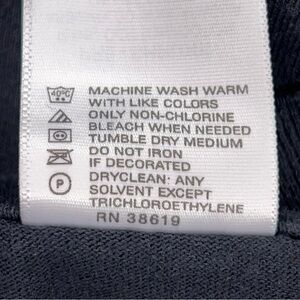 40°C MACHINE WASH WARM
WITH LIKE COLORS
ONLY NON-CHLORINE
BLEACH WHEN NEEDED
TUMBLE DRY MEDIUM
DO NOT IRON
IF DECORATED
P DRYCLEAN: ANY
SOLVENT EXCEPT
TRICHLOROETHYLENE
RN 38619